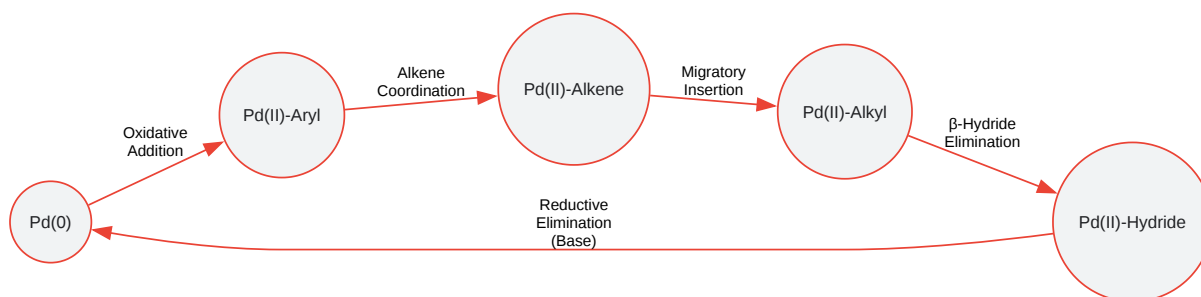 Pd(0)
Oxidative
Addition
Pd(II)-Aryl
Alkene
Coordination
Pd(II)-Alkene
Migratory
Insertion
Pd(II)-Alkyl
β-Hydride
Elimination
Pd(II)-Hydride
Reductive
Elimination
(Base)